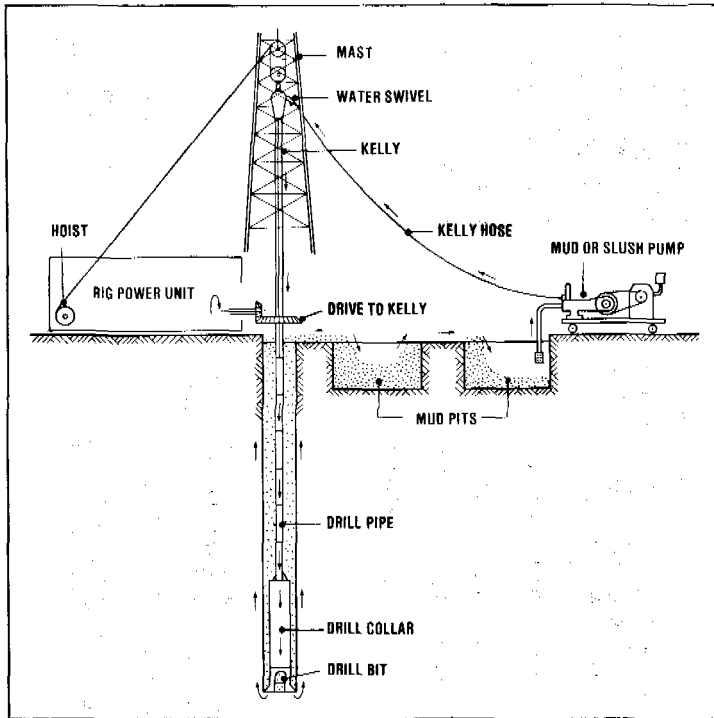 MAST
WATER SWIVEL
KELLY
HOIST
KELLY HOSE
MUD OR SLUSH PUMP
RIG POWER UNIT
DRIVE TO KELLY
MUD PITS
DRILL PIPE
DRILL COLLAR
DRILL BIT